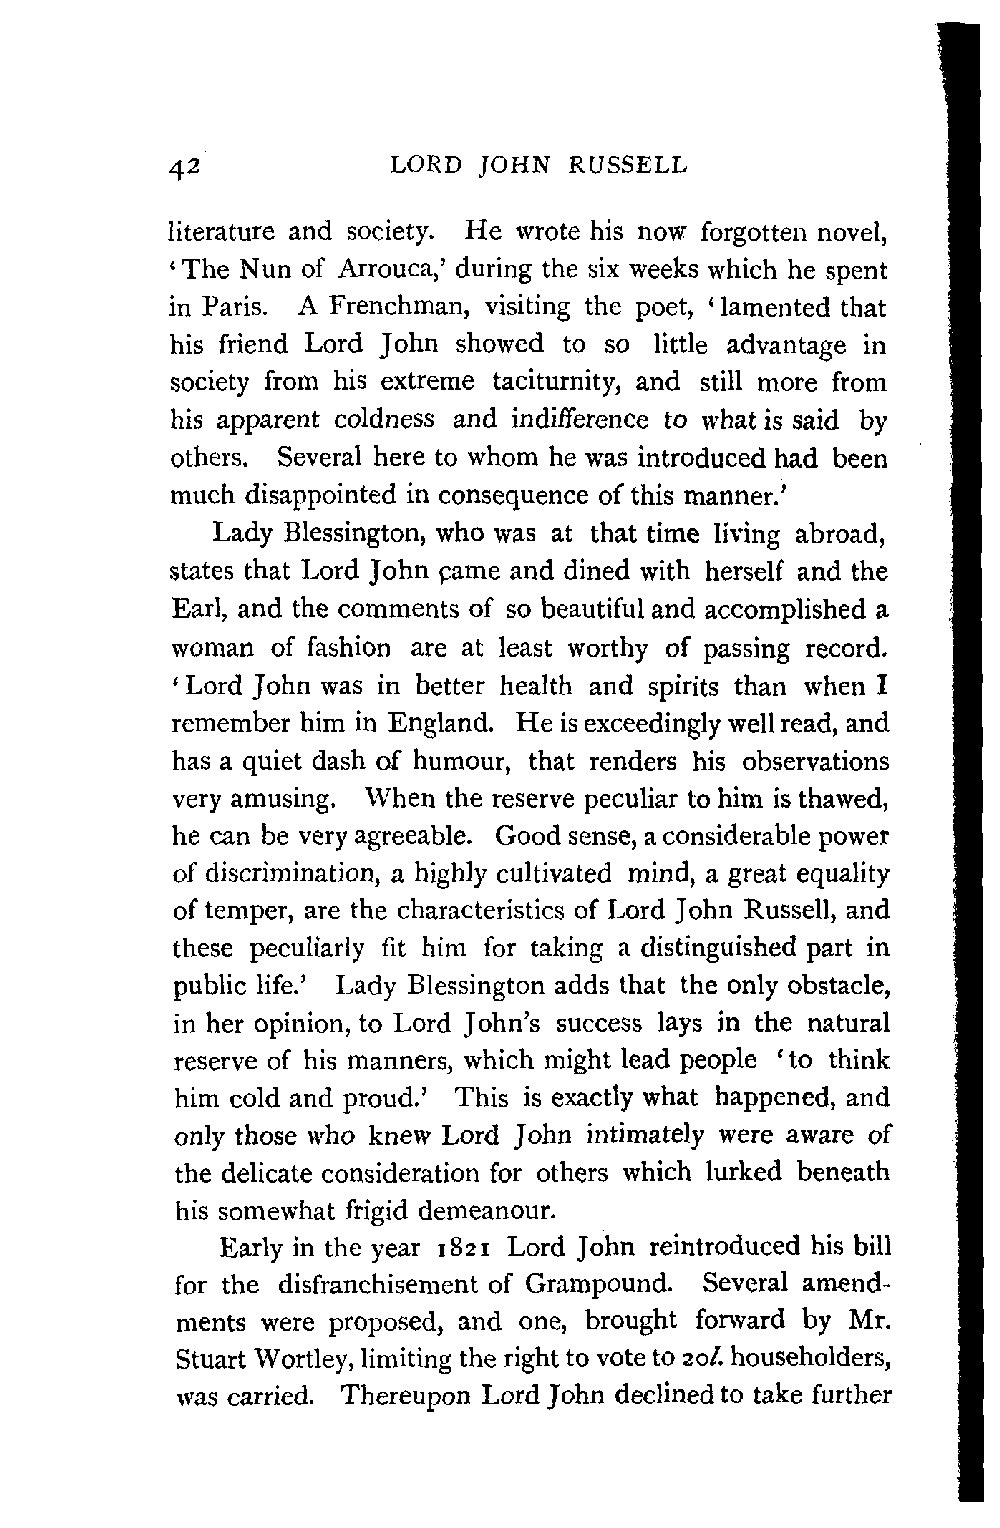 42 LORD JOHN RUSSELL
literature and society. He wrote his now forgotten novel,
‘The Nun of Arrouca,’ during the six weeks which he spent
in Paris. A Frenchman, visiting the poet, ‘lamented that
his friend Lord John showed to so little advantage in
society from his extreme taciturnity, and still more from
his apparent coldness and indifference to what is said by
others. Several here to whom he was introduced had been
much disappointed in consequence of this manner.’
Lady Blessington, who was at that time living abroad,
states that Lord John came and dined with herself and the
Earl, and the comments of so beautiful and accomplished a
woman of fashion are at least worthy of passing record.
‘Lord John was in better health and spirits than when I
remember him in England. He is exceedingly well read, and
has a quiet dash of humour, that renders his observations
very amusing. When the reserve peculiar to him is thawed,
he can be very agreeable. Good sense, a considerable power
of discrimination, a highly cultivated mind, a great equality
of temper, are the characteristics of Lord John Russell, and
these peculiarly fit him for taking a distinguished part in
public life.’ Lady Blessington adds that the only obstacle,
in her opinion, to Lord John’s success lays in the natural
reserve of his manners, which might lead people ‘to think
him cold and proud.’ This is exactly what happened, and
only those who knew Lord John intimately were aware of
the delicate consideration for others which lurked beneath
his somewhat frigid demeanour.
Early in the year 1821 Lord John reintroduced his bill
for the disfranchisement of Grampound. Several amend-
ments were proposed, and one, brought forward by Mr.
Stuart Wortley, limiting the right to vote to 20l. householders,
was carried. Thereupon Lord John declined to take further